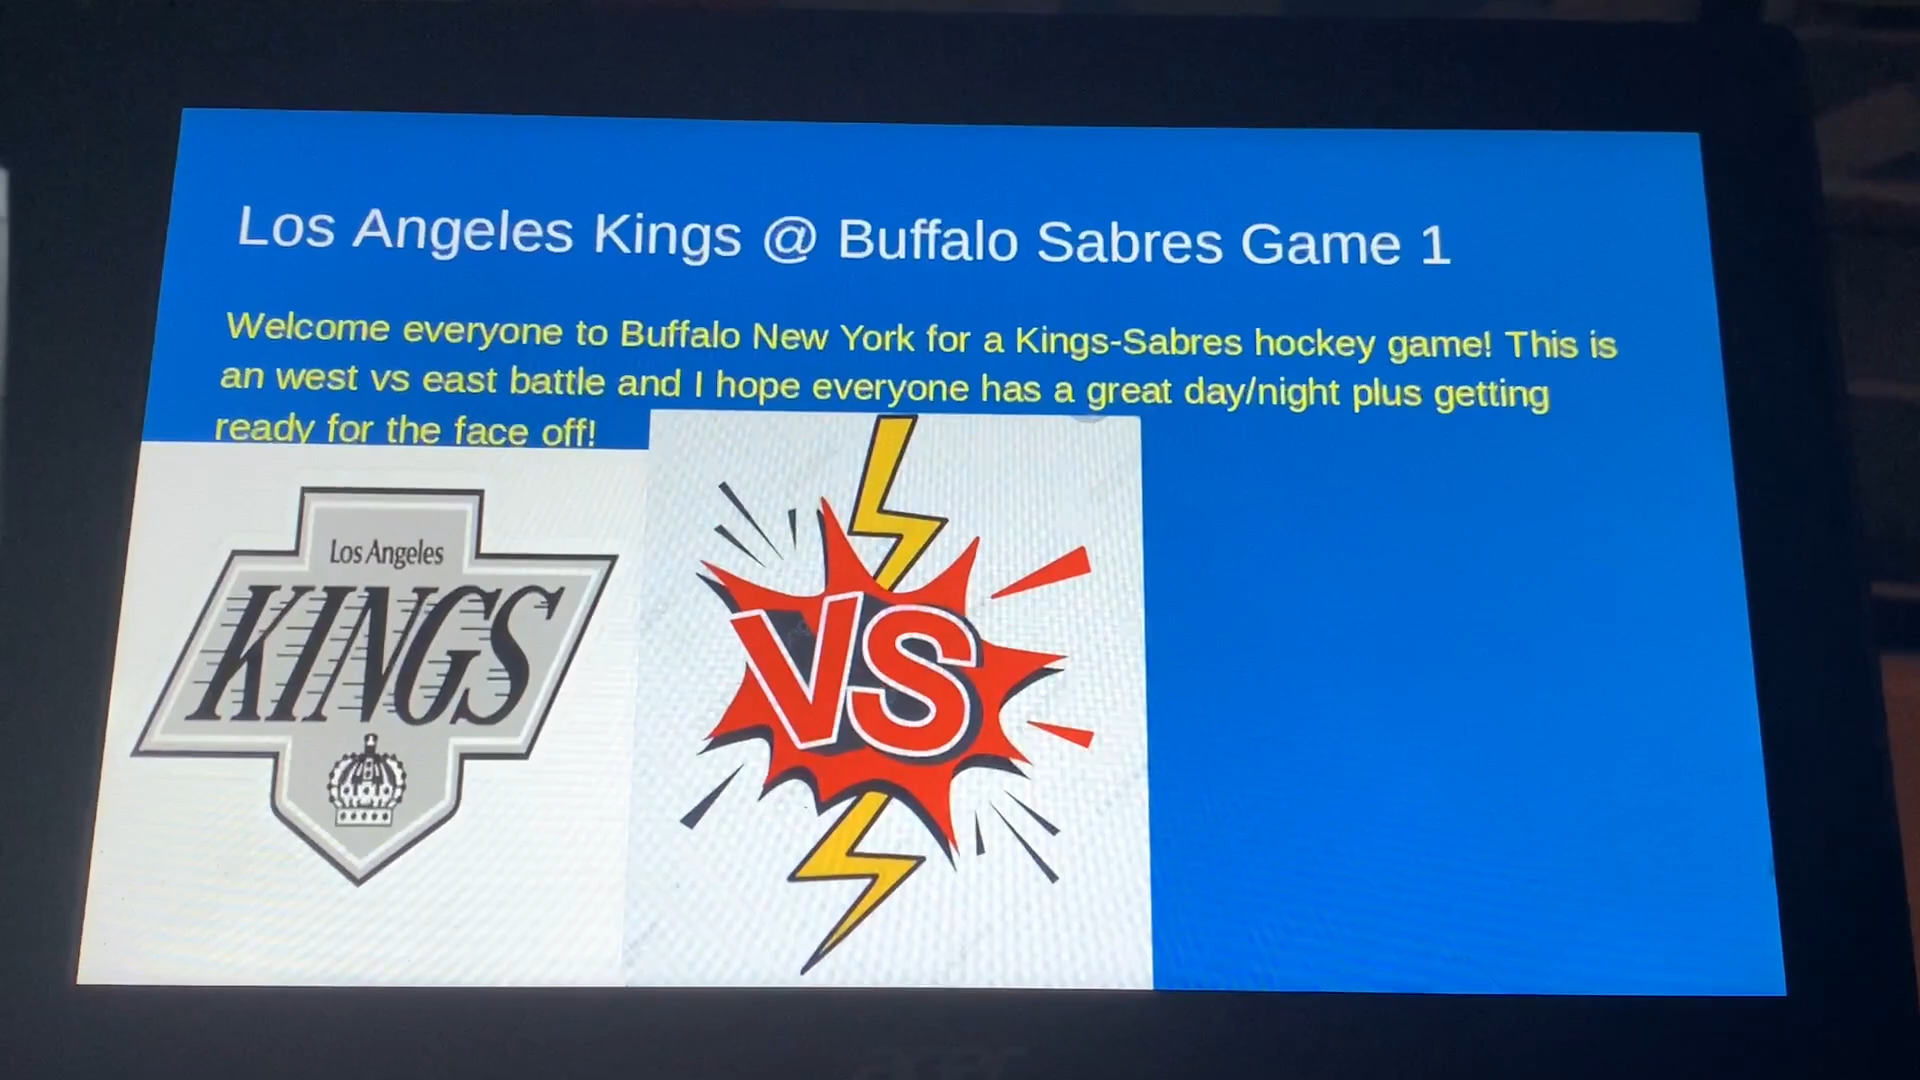 Los Angeles Kings @ Buffalo Sabres Game 1
Welcome everyone to Buffalo New York for a Kings-Sabres hockey game! This is
an west vs east battle and I hope everyone has a great day/night plus getting
ready for the face off!
Los Angeles
KINGS
VS